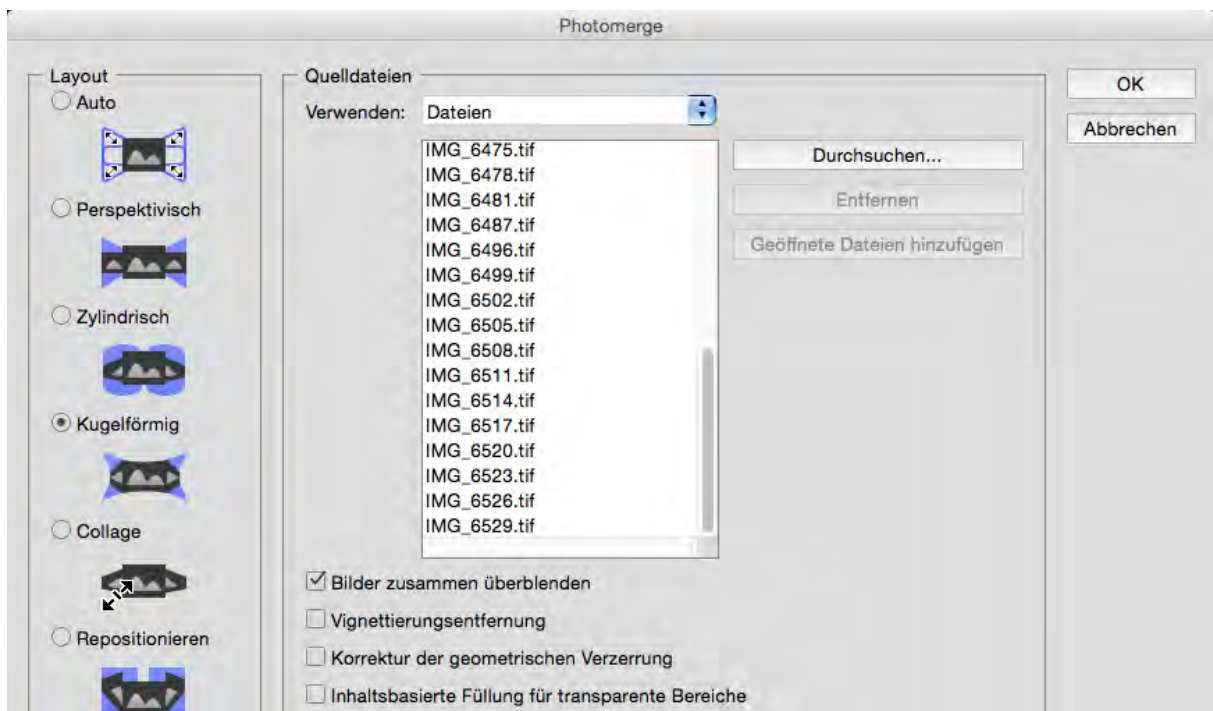 Photomerge
Layout
Auto
Perspektivisch
Zylindrisch
Kugelförmig
Collage
Repositionieren
Quelldateien
Verwenden: Dateien
IMG_6475.tif
IMG_6478.tif
IMG_6481.tif
IMG_6487.tif
IMG_6496.tif
IMG_6499.tif
IMG_6502.tif
IMG_6505.tif
IMG_6508.tif
IMG_6511.tif
IMG_6514.tif
IMG_6517.tif
IMG_6520.tif
IMG_6523.tif
IMG_6526.tif
IMG_6529.tif
Durchsuchen...
Entfernen
Geöffnete Dateien hinzufügen
Bilder zusammen überblenden
Vignettierungsentfernung
Korrektur der geometrischen Verzerrung
Inhaltsbasierte Füllung für transparente Bereiche
OK
Abbrechen